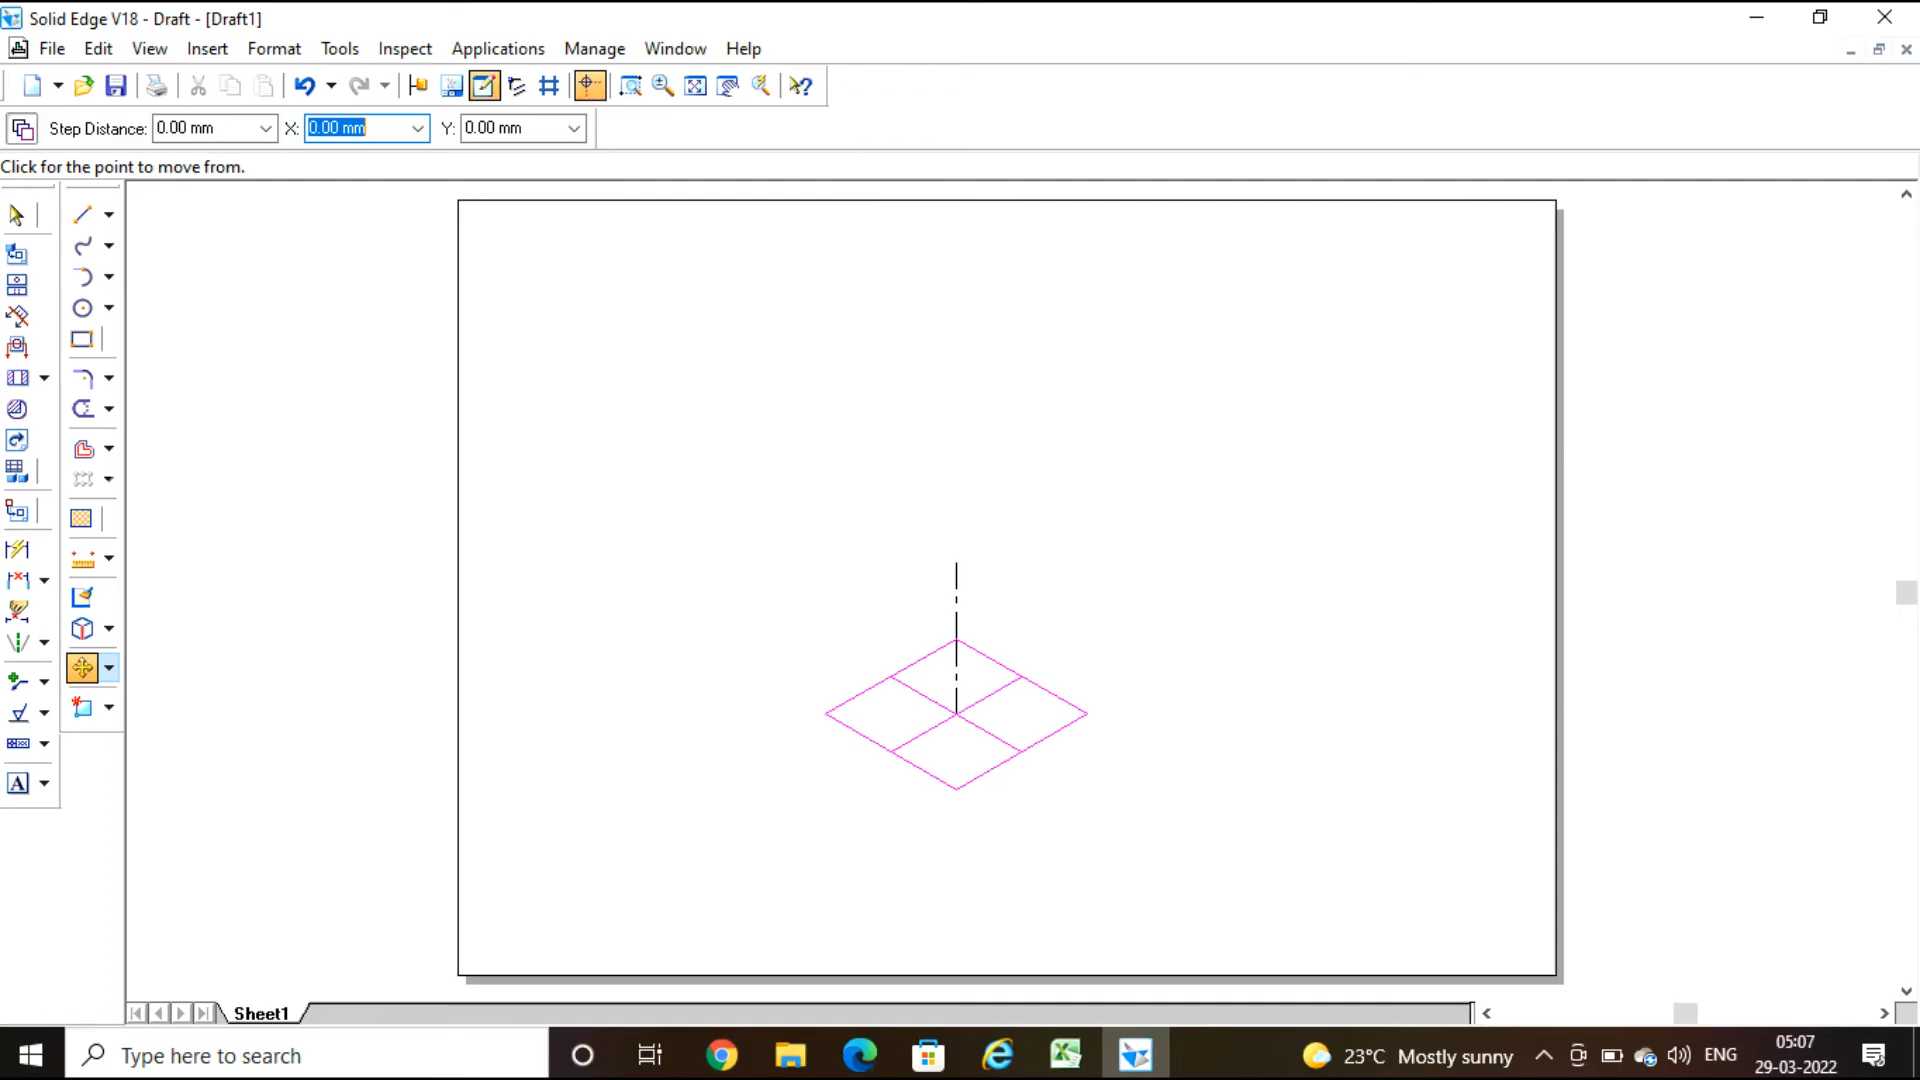 Solid Edge V18 - Draft - [Draft1]
File Edit View Insert Format Tools Inspect Applications Manage Window Help
Step Distance: 0.00 mm X: 0.00 mm Y: 0.00 mm
Click for the point to move from.
A
Sheet1
Type here to search
23°C Mostly sunny
ENG
05:07
29-03-2022